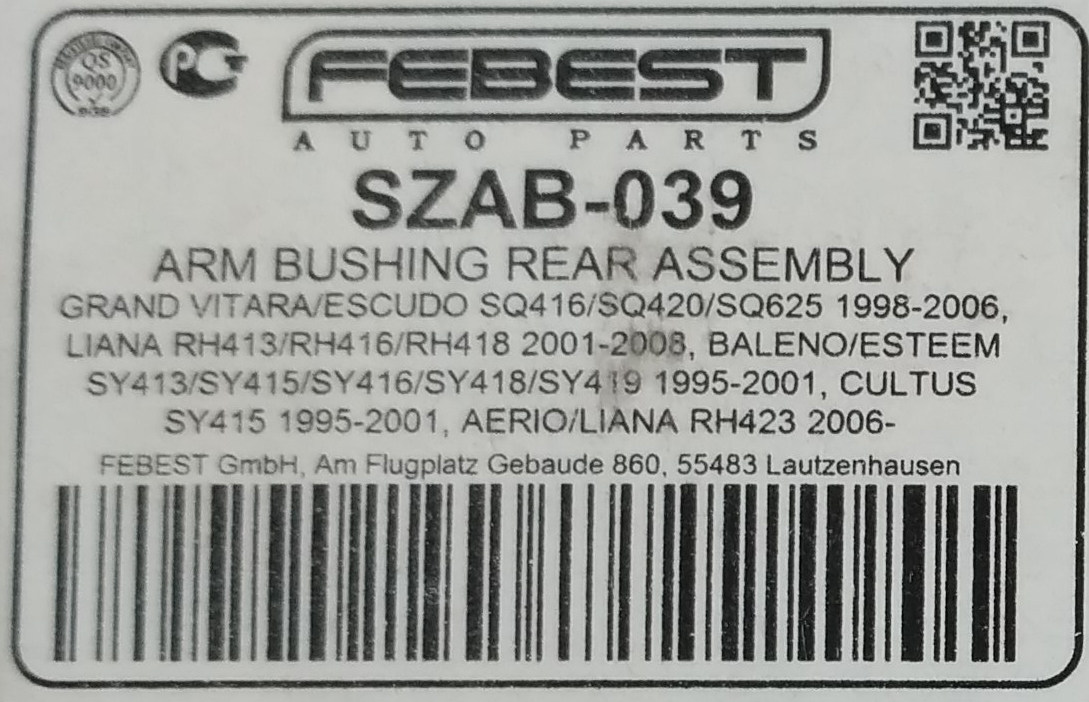 QS
9000
FEBEST
AUTO PARTS
SZAB-039
ARM BUSHING REAR ASSEMBLY
GRAND VITARA/ESCUDO SQ416/SQ420/SQ625 1998-2006,
LIANA RH413/RH416/RH418 2001-2008, BALENO/ESTEEM
SY413/SY415/SY416/SY418/SY419 1995-2001, CULTUS
SY415 1995-2001, AERIO/LIANA RH423 2006-
FEBEST GmbH, Am Flugplatz Gebaude 860, 55483 Lautzenhausen